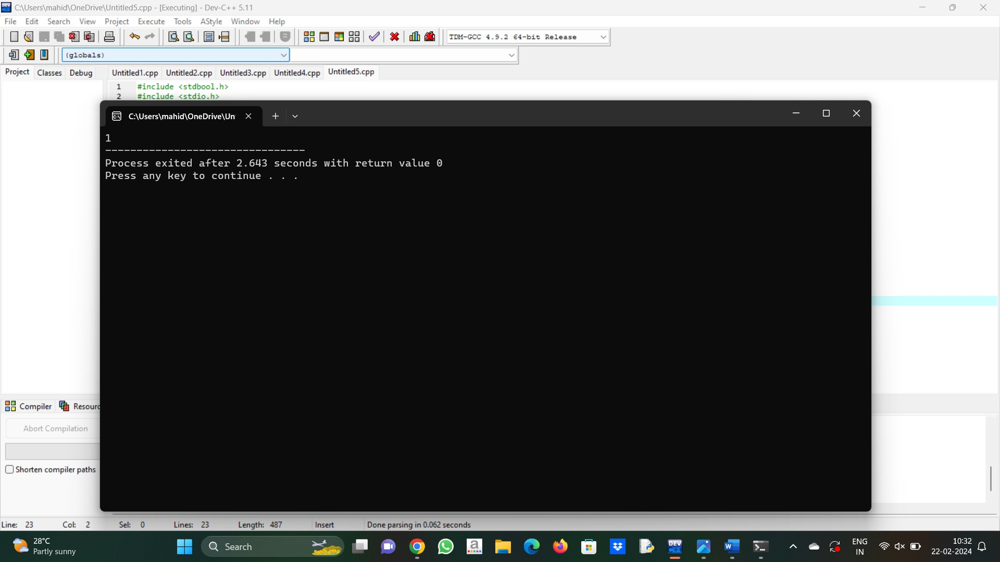 C:\Users\mahid\OneDrive\Untitled5.cpp - [Executing] - Dev-C++ 5.11
File Edit Search View Project Execute Tools AStyle Window Help
TDM-GCC 4.9.2 64-bit Release
(globals)
Project Classes Debug Untitled1.cpp Untitled2.cpp Untitled3.cpp Untitled4.cpp Untitled5.cpp
1 #include <stdbool.h>
2 #include <stdio.h>
C:\Users\mahid\OneDrive\Un
1
--------------------------------
Process exited after 2.643 seconds with return value 0
Press any key to continue . . .
Compiler Resourc
Abort Compilation
Shorten compiler paths
Line: 23 Col: 2 Sel: 0 Lines: 23 Length: 487 Insert Done parsing in 0.062 seconds
28°C
Partly sunny
Search
ENG
IN
10:32
22-02-2024